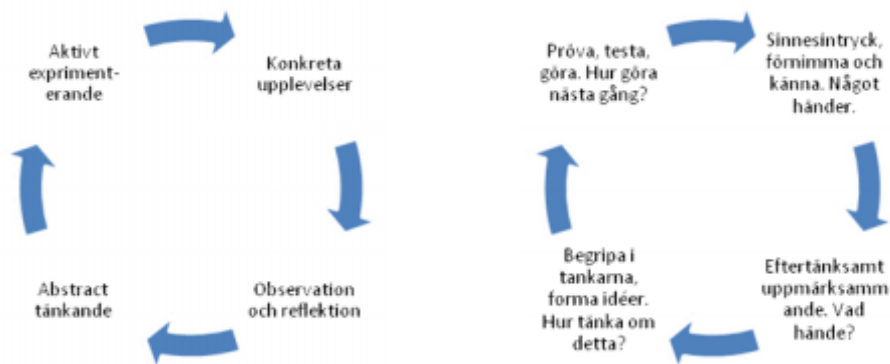 Aktivt
expriment-
erande
Konkreta
upplevelser
Abstract
tänkande
Observation
och reflektion
Pröva, testa,
göra. Hur göra
nästa gång?
Sinnesintryck,
förnimma och
känna. Något
händer.
Begripa i
tankarna,
forma idéer.
Hur tänka om
detta?
Eftertänksamt
uppmärksamm
ande. Vad
hände?